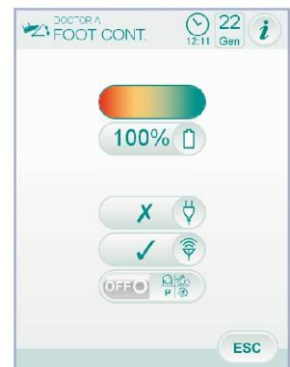 DOCTOR A
FOOT CONT.
12:11
22
Gen
i
100%
OFF
P
ESC